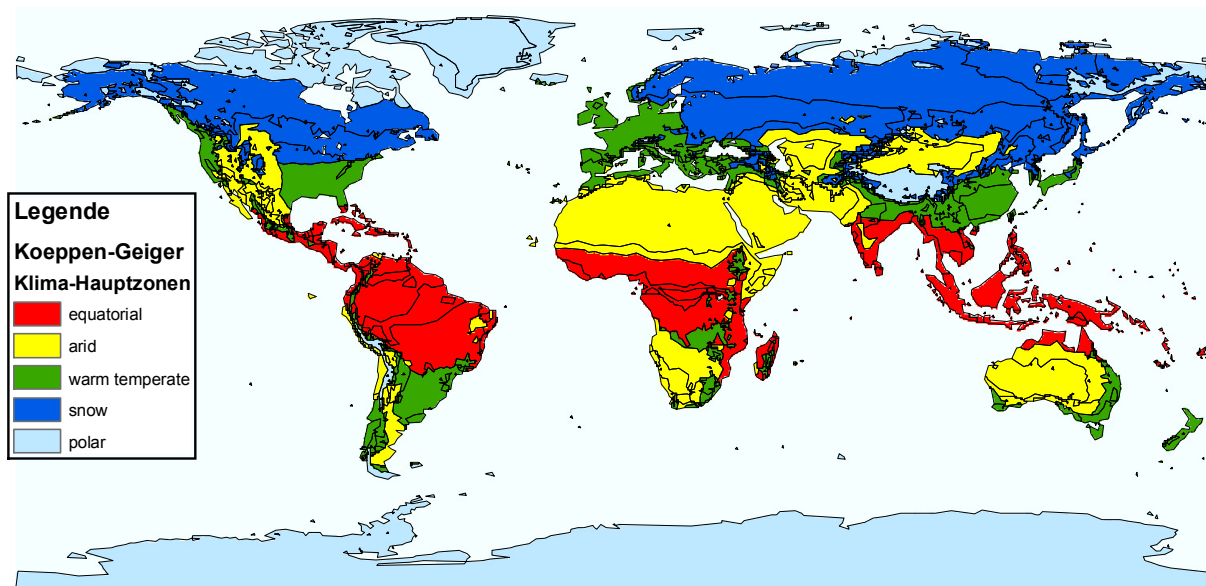 Legende
Koeppen-Geiger
Klima-Hauptzonen
equatorial
arid
warm temperate
snow
polar